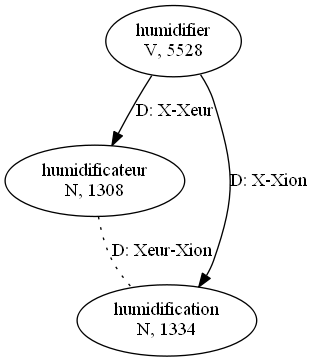 humidifier
V, 5528
D: X-Xeur
humidificateur
N, 1308
D: X-Xion
D: Xeur-Xion
humidification
N, 1334